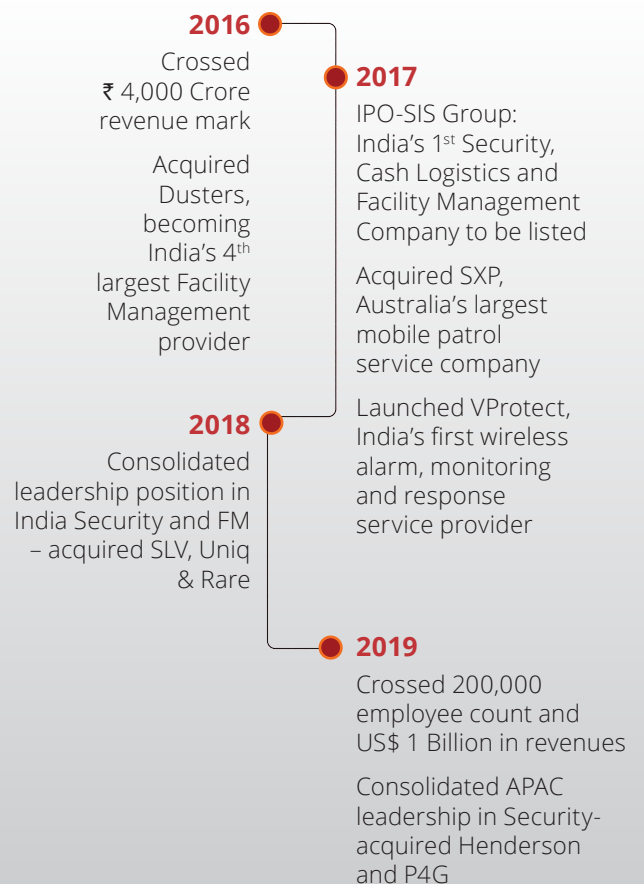 2016
Crossed
₹ 4,000 Crore
revenue mark
Acquired
Dusters,
becoming
India’s 4th
largest Facility
Management
provider
2017
IPO-SIS Group:
India’s 1st Security,
Cash Logistics and
Facility Management
Company to be listed
Acquired SXP,
Australia’s largest
mobile patrol
service company
Launched VProtect,
India’s first wireless
alarm, monitoring
and response
service provider
2018
Consolidated
leadership position in
India Security and FM
– acquired SLV, Uniq
& Rare
2019
Crossed 200,000
employee count and
US$ 1 Billion in revenues
Consolidated APAC
leadership in Security-
acquired Henderson
and P4G